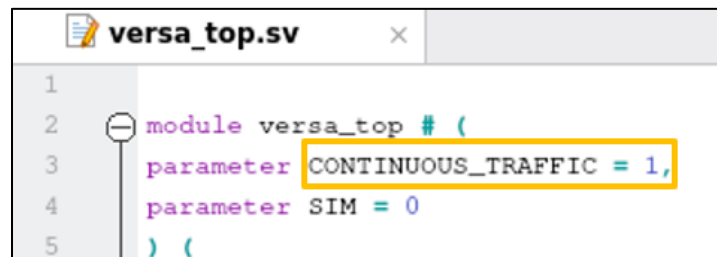 versa_top.sv ×
1
2 module versa_top # (
3 parameter CONTINUOUS_TRAFFIC = 1,
4 parameter SIM = 0
5 ) (